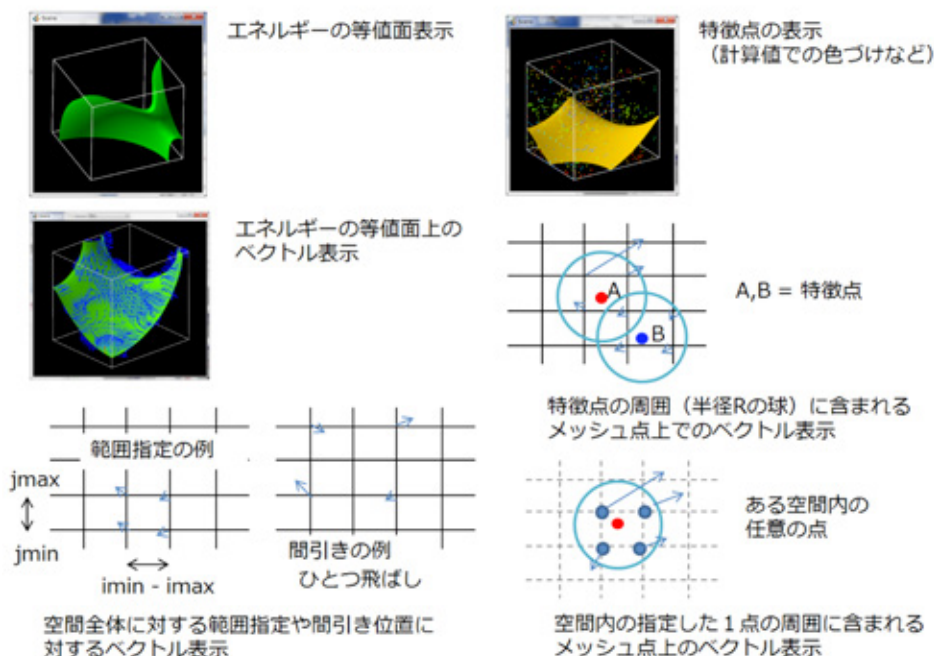 エネルギーの等値面表示
特徴点の表示
（計算値での色づけなど）
エネルギーの等値面上の
ベクトル表示
A
B
A,B = 特徴点
特徴点の周囲（半径Rの球）に含まれる
メッシュ点上でのベクトル表示
範囲指定の例
jmax
jmin
imin - imax
間引きの例
ひとつ飛ばし
空間全体に対する範囲指定や間引き位置に
対するベクトル表示
ある空間内の
任意の点
空間内の指定した１点の周囲に含まれる
メッシュ点上のベクトル表示